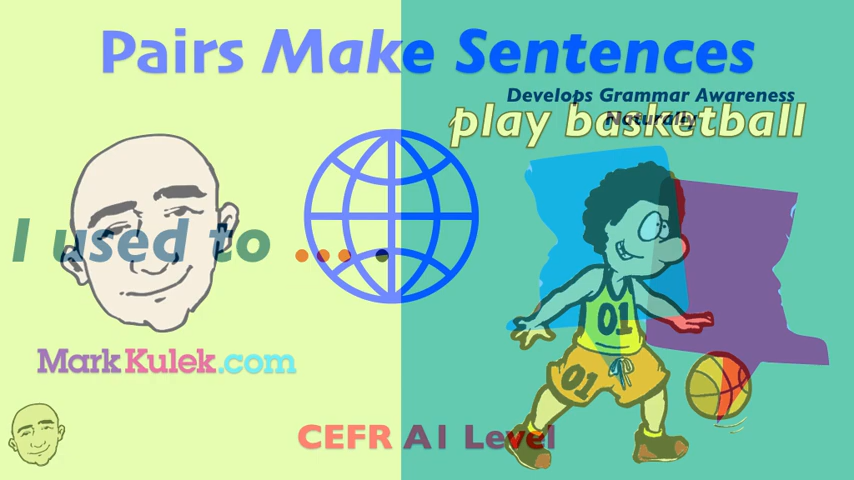 Pairs Make Sentences
Develops Grammar Awareness
Naturally
play basketball
I used to ....
01
01
MarkKulek.com
CEFR A1 Level